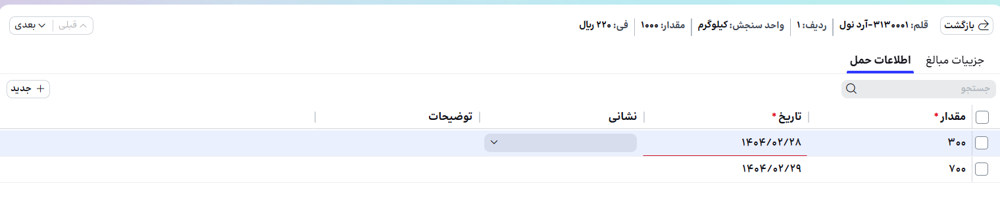 بازگشت قلم: ۳۱۳۰۰۰۱-آرد نول ردیف: ۱ واحد سنجش: کیلوگرم مقدار: ۱۰۰۰ فی: ۲۲۰ ریال قبلی بعدی
جزییات مبالغ اطلاعات حمل
جستجو جدید
مقدار * تاریخ * نشانی توضیحات
۳۰۰ ۱۴۰۴/۰۲/۲۸
۷۰۰ ۱۴۰۴/۰۲/۲۹